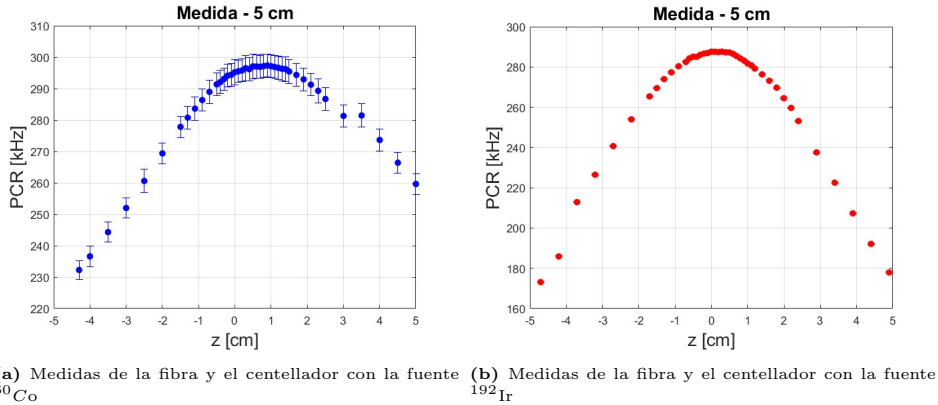 Medida - 5 cm
310
300
290
280
270
260
250
240
230
220
PCR [kHz]
-5 -4 -3 -2 -1 0 1 2 3 4 5
z [cm]
Medida - 5 cm
300
280
260
240
220
200
180
160
PCR [kHz]
-5 -4 -3 -2 -1 0 1 2 3 4 5
z [cm]
a) Medidas de la fibra y el centellador con la fuente
60Co
(b) Medidas de la fibra y el centellador con la fuente
192Ir